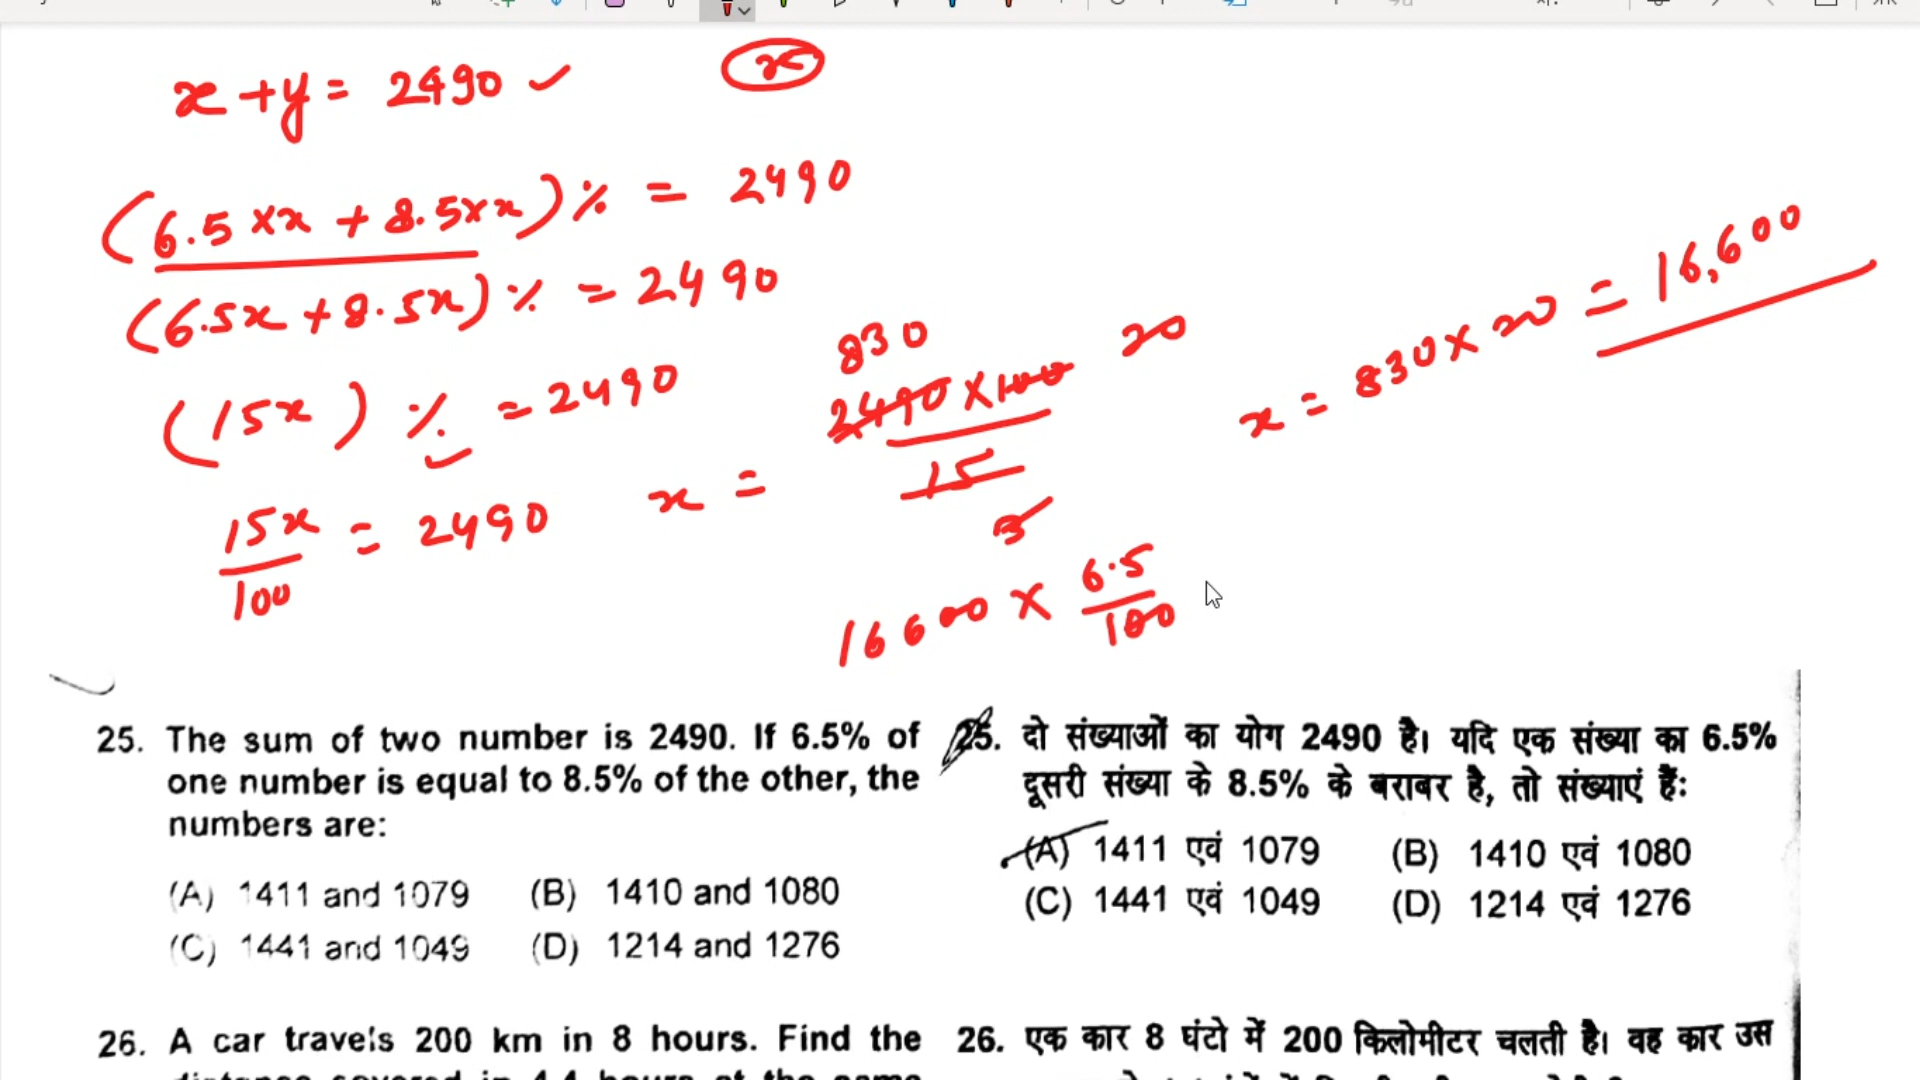 x + y = 2490 ✓
x
(6.5 × x + 8.5 × x) % = 2490
(6.5x + 8.5x) % = 2490
(15x) % = 2490
15x/100 = 2490
830
20
x = 2490 × 100
15
3
x = 830 × 20 = 16,600
16600 × 6.5/100
25. The sum of two number is 2490. If 6.5% of
one number is equal to 8.5% of the other, the
numbers are:
(A) 1411 and 1079 (B) 1410 and 1080
(C) 1441 and 1049 (D) 1214 and 1276
26. A car travels 200 km in 8 hours. Find the
25. दो संख्याओं का योग 2490 है। यदि एक संख्या का 6.5%
दूसरी संख्या के 8.5% के बराबर है, तो संख्याएं हैं:
(A) 1411 एवं 1079 (B) 1410 एवं 1080
(C) 1441 एवं 1049 (D) 1214 एवं 1276
26. एक कार 8 घंटो में 200 किलोमीटर चलती है। वह कार उस